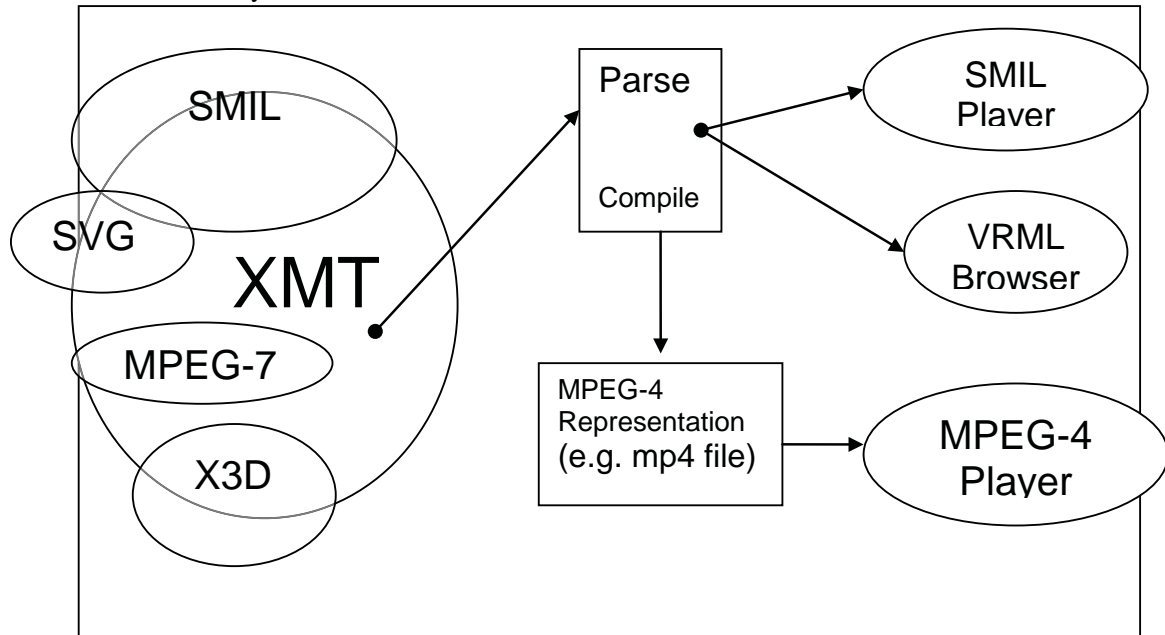 SMIL
SVG
XMT
MPEG-7
X3D
Parse
Compile
MPEG-4
Representation
(e.g. mp4 file)
SMIL
Player
VRML
Browser
MPEG-4
Player